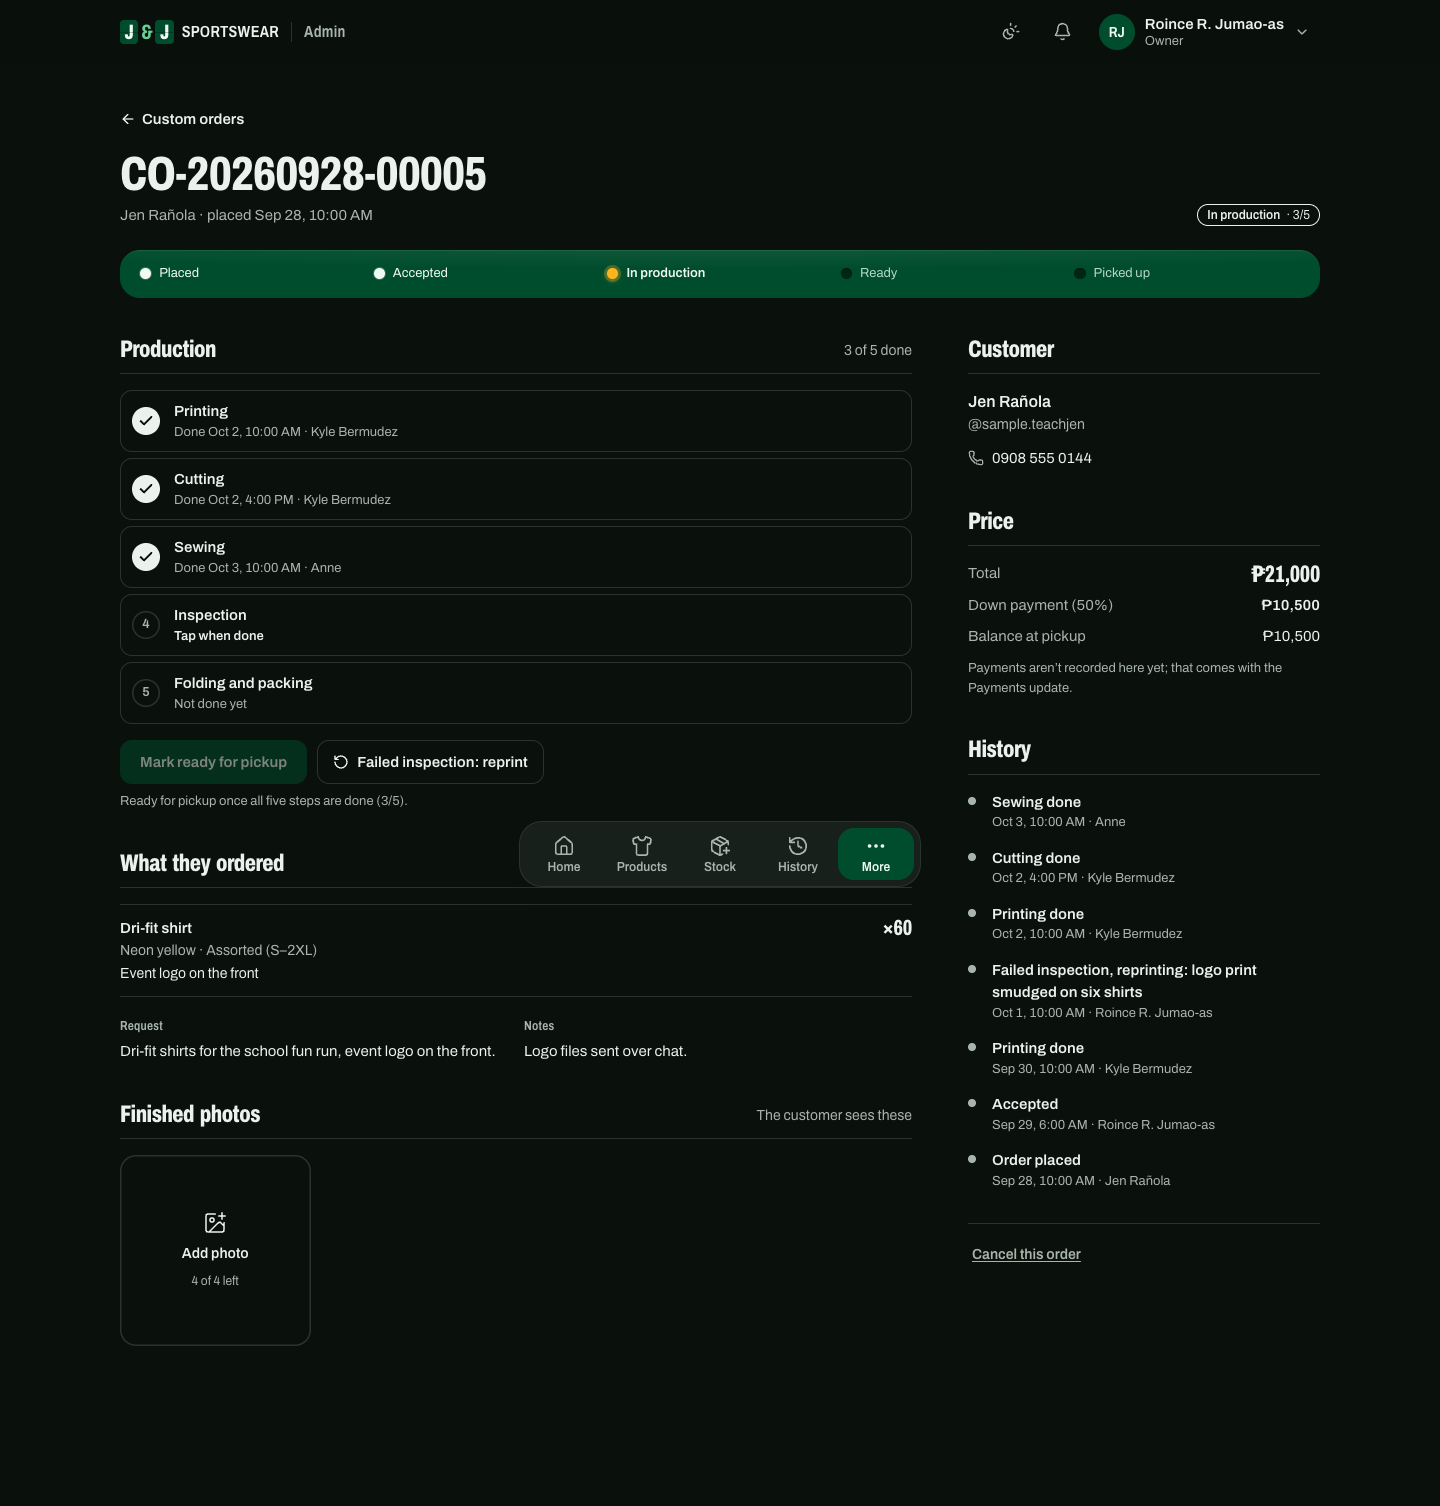 J & J SPORTSWEAR Admin
RJ
Roince R. Jumao-as
Owner
Custom orders
CO-20260928-00005
Jen Rañola · placed Sep 28, 10:00 AM
In production · 3/5
Placed
Accepted
In production
Ready
Picked up
Production
3 of 5 done
Printing
Done Oct 2, 10:00 AM · Kyle Bermudez
Cutting
Done Oct 2, 4:00 PM · Kyle Bermudez
Sewing
Done Oct 3, 10:00 AM · Anne
4
Inspection
Tap when done
5
Folding and packing
Not done yet
Mark ready for pickup
Failed inspection: reprint
Ready for pickup once all five steps are done (3/5).
Home
Products
Stock
History
More
What they ordered
Dri-fit shirt
×60
Neon yellow · Assorted (S–2XL)
Event logo on the front
Request
Dri-fit shirts for the school fun run, event logo on the front.
Notes
Logo files sent over chat.
Finished photos
The customer sees these
Add photo
4 of 4 left
Customer
Jen Rañola
@sample.teachjen
0908 555 0144
Price
Total
₱21,000
Down payment (50%)
₱10,500
Balance at pickup
₱10,500
Payments aren’t recorded here yet; that comes with the
Payments update.
History
Sewing done
Oct 3, 10:00 AM · Anne
Cutting done
Oct 2, 4:00 PM · Kyle Bermudez
Printing done
Oct 2, 10:00 AM · Kyle Bermudez
Failed inspection, reprinting: logo print
smudged on six shirts
Oct 1, 10:00 AM · Roince R. Jumao-as
Printing done
Sep 30, 10:00 AM · Kyle Bermudez
Accepted
Sep 29, 6:00 AM · Roince R. Jumao-as
Order placed
Sep 28, 10:00 AM · Jen Rañola
Cancel this order